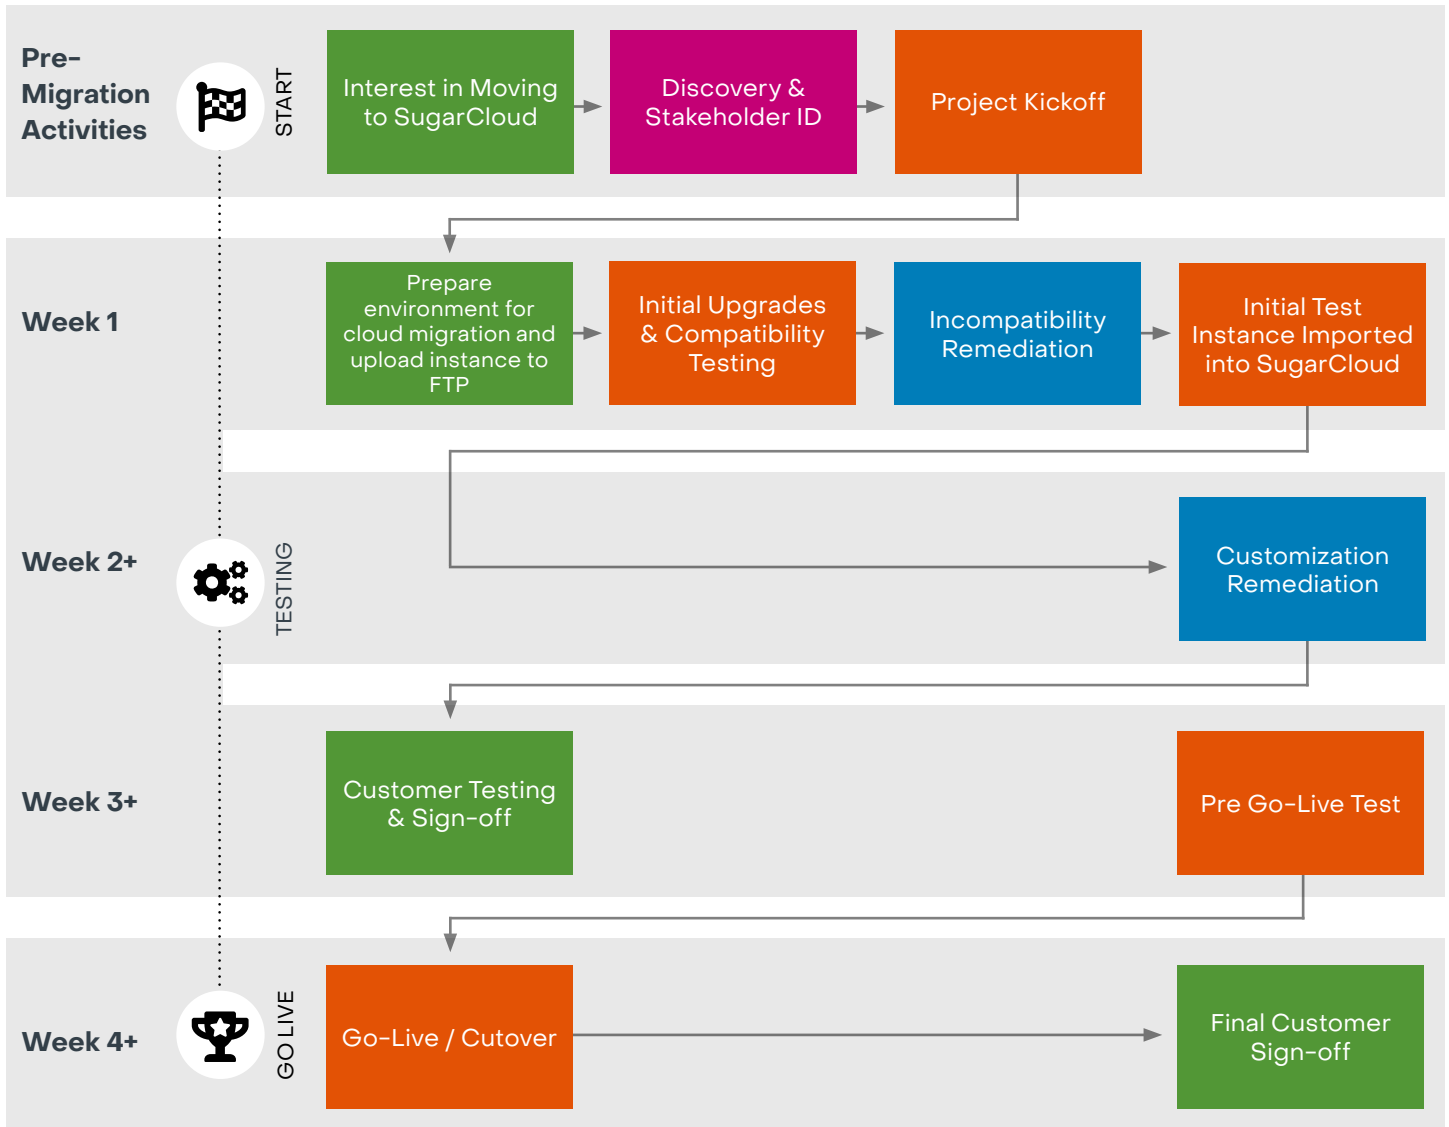 Pre-
Migration
Activities
START
Interest in Moving
to SugarCloud
Discovery &
Stakeholder ID
Project Kickoff
Week 1
Prepare
environment for
cloud migration and
upload instance to
FTP
Initial Upgrades
& Compatibility
Testing
Incompatibility
Remediation
Initial Test
Instance Imported
into SugarCloud
Week 2+
TESTING
Customization
Remediation
Week 3+
Customer Testing
& Sign-off
Pre Go-Live Test
Week 4+
GO LIVE
Go-Live / Cutover
Final Customer
Sign-off